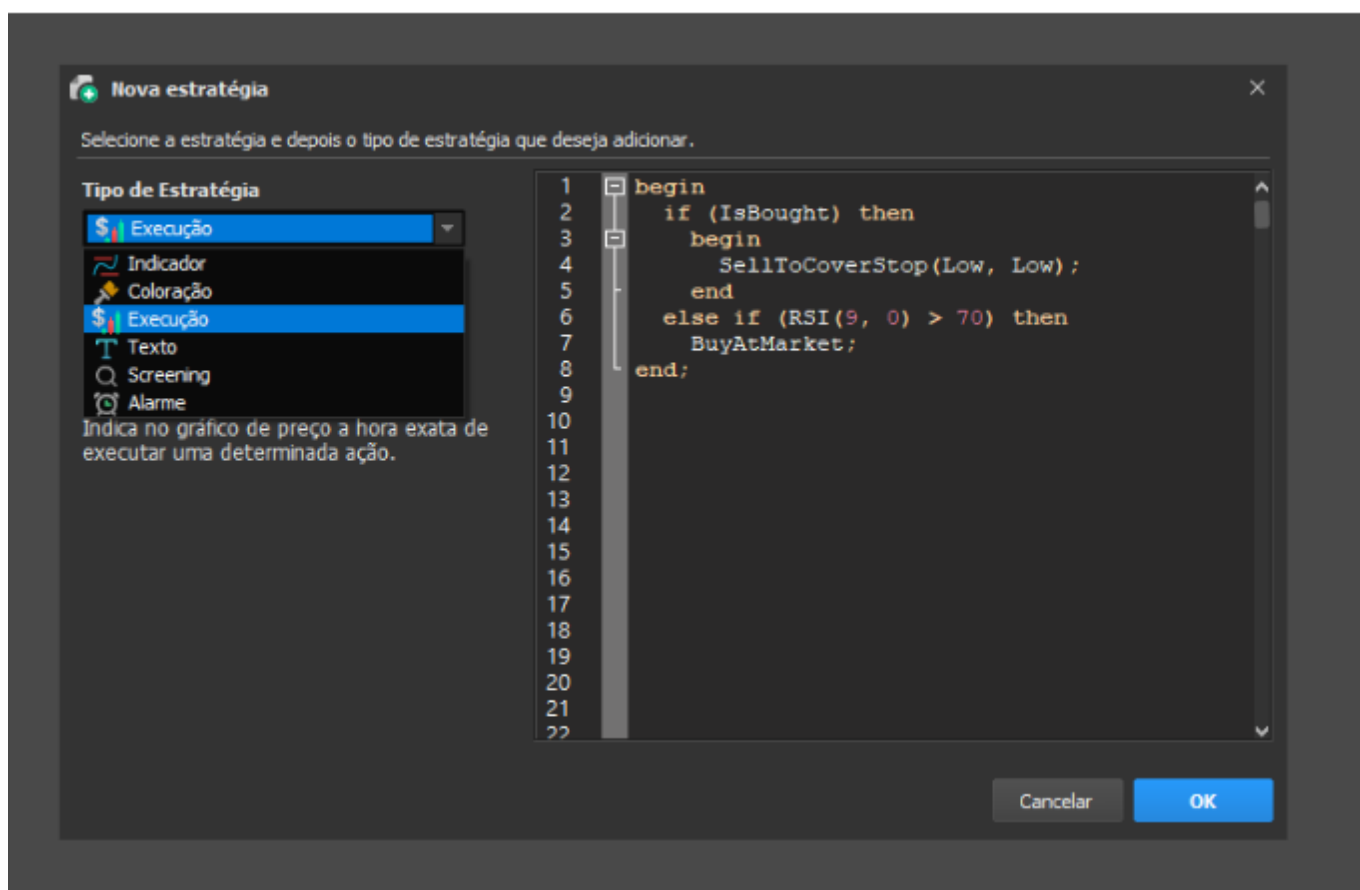 Nova estratégia
Selecione a estratégia e depois o tipo de estratégia que deseja adicionar.
Tipo de Estratégia
Execução
Indicador
Coloração
Execução
Texto
Screening
Alarme
Indica no gráfico de preço a hora exata de
executar uma determinada ação.
1 begin
2 if (IsBought) then
3 begin
4 SellToCoverStop(Low, Low);
5 end
6 else if (RSI(9, 0) > 70) then
7 BuyAtMarket;
8 end;
9
10
11
12
13
14
15
16
17
18
19
20
21
22
Cancelar
OK